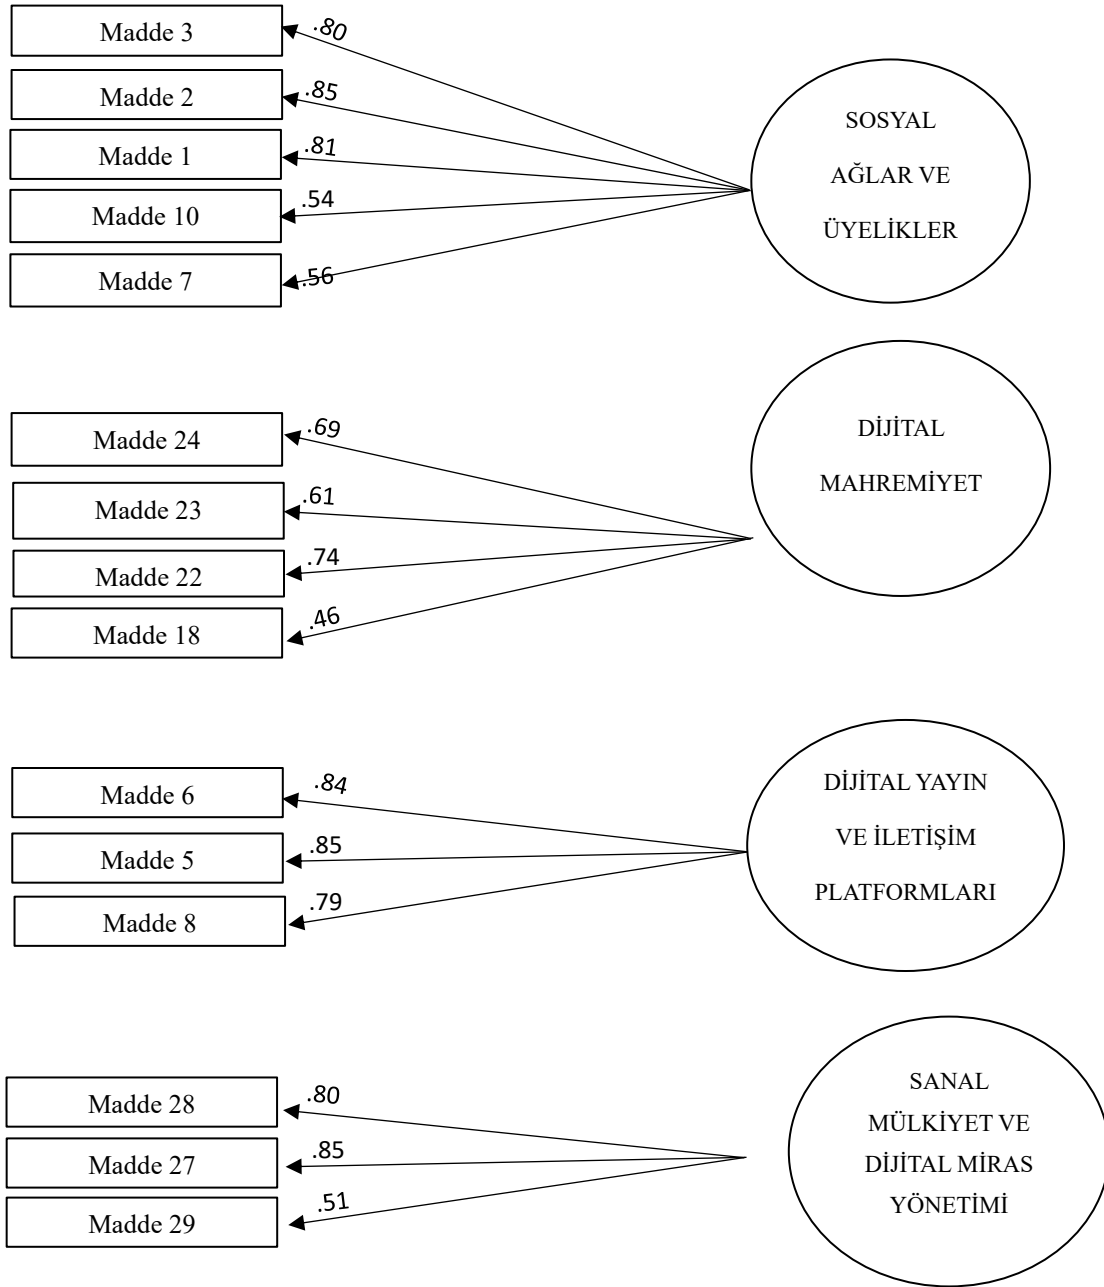 Madde 3
.80
Madde 2
.85
Madde 1
.81
Madde 10
.54
Madde 7
.56
SOSYAL
AĞLAR VE
ÜYELİKLER
Madde 24
.69
Madde 23
.61
Madde 22
.74
Madde 18
.46
DİJİTAL
MAHREMİYET
Madde 6
.84
Madde 5
.85
Madde 8
.79
DİJİTAL YAYIN
VE İLETİŞİM
PLATFORMLARI
Madde 28
.80
Madde 27
.85
Madde 29
.51
SANAL
MÜLKİYET VE
DİJİTAL MİRAS
YÖNETİMİ